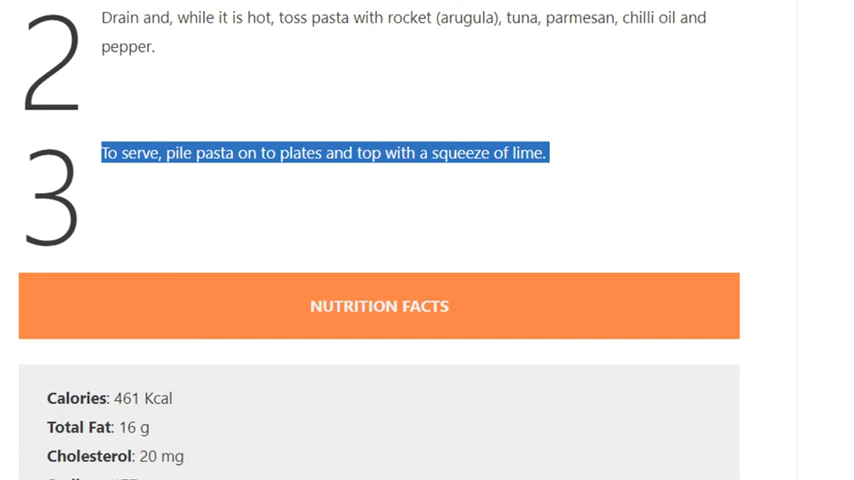 2
Drain and, while it is hot, toss pasta with rocket (arugula), tuna, parmesan, chilli oil and
pepper.
3
To serve, pile pasta on to plates and top with a squeeze of lime.
NUTRITION FACTS
Calories: 461 Kcal
Total Fat: 16 g
Cholesterol: 20 mg